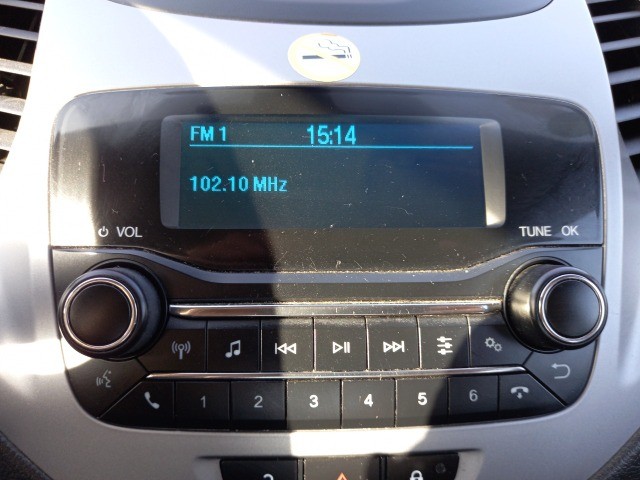 FM 1 15:14
102.10 MHz
VOL TUNE OK
1 2 3 4 5 6